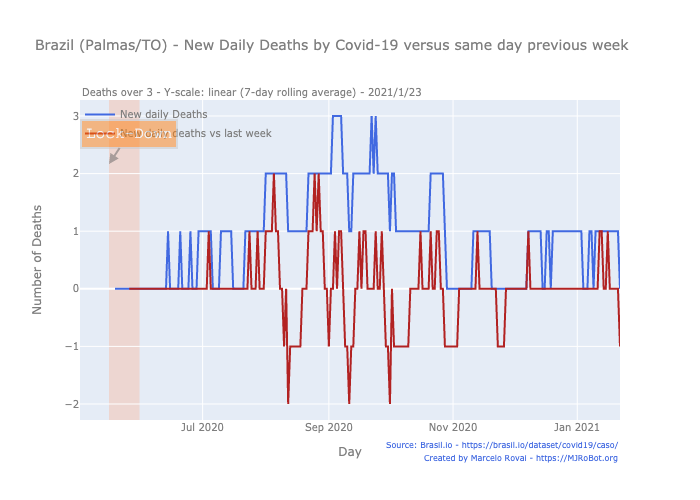 Brazil (Palmas/TO) - New Daily Deaths by Covid-19 versus same day previous week
Deaths over 3 - Y-scale: linear (7-day rolling average) - 2021/1/23
New daily Deaths
Lock Down
deaths vs last week
3
2
1
0
−1
−2
Number of Deaths
Jul 2020
Sep 2020
Nov 2020
Jan 2021
Day
Source: Brasil.io - https://brasil.io/dataset/covid19/caso/
Created by Marcelo Rovai - https://MJRoBot.org